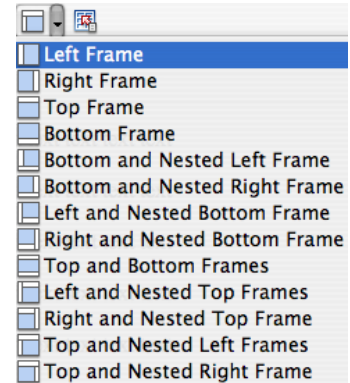 Left Frame
Right Frame
Top Frame
Bottom Frame
Bottom and Nested Left Frame
Bottom and Nested Right Frame
Left and Nested Bottom Frame
Right and Nested Bottom Frame
Top and Bottom Frames
Left and Nested Top Frames
Right and Nested Top Frame
Top and Nested Left Frames
Top and Nested Right Frame